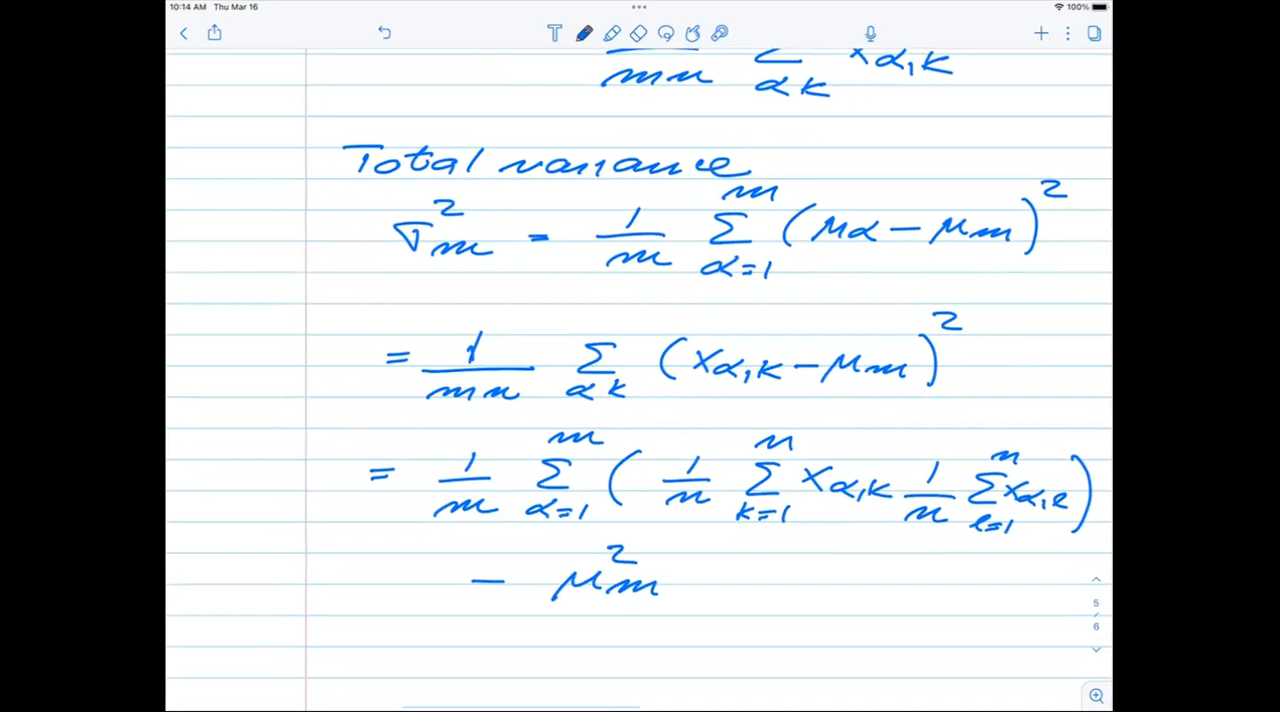 10:14 AM Thu Mar 16 100%
1/mn Σ_{αk} x_{α,k}
Total variance
σ_m^2 = 1/m Σ_{α=1}^{m} (μ_α − μ_m)^2
= 1/mn Σ_{αk} (x_{α,k} − μ_m)^2
= 1/m Σ_{α=1}^{m} ( 1/n Σ_{k=1}^{n} x_{α,k} 1/n Σ_{l=1}^{n} x_{α,l} )
− μ_m^2
5
/
6